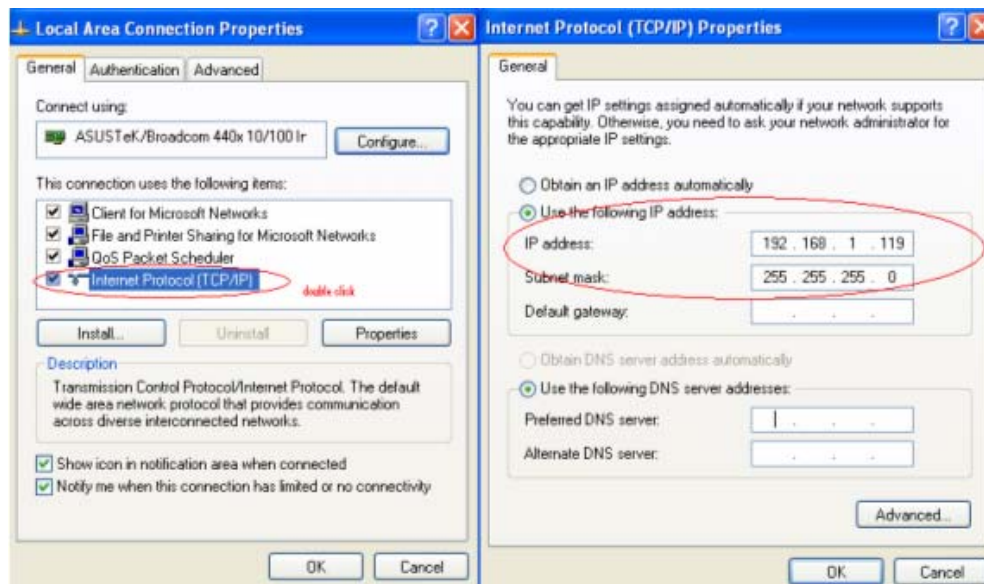 Local Area Connection Properties
General Authentication Advanced
Connect using:
ASUSTeK/Broadcom 440x 10/100 Ir
Configure...
This connection uses the following items:
Client for Microsoft Networks
File and Printer Sharing for Microsoft Networks
QoS Packet Scheduler
Internet Protocol (TCP/IP)
double click
Install... Uninstall Properties
Description
Transmission Control Protocol/Internet Protocol. The default
wide area network protocol that provides communication
across diverse interconnected networks.
Show icon in notification area when connected
Notify me when this connection has limited or no connectivity
OK Cancel
Internet Protocol (TCP/IP) Properties
General
You can get IP settings assigned automatically if your network supports
this capability. Otherwise, you need to ask your network administrator for
the appropriate IP settings.
Obtain an IP address automatically
Use the following IP address:
IP address: 192 . 168 . 1 . 119
Subnet mask: 255 . 255 . 255 . 0
Default gateway: . . .
Obtain DNS server address automatically
Use the following DNS server addresses:
Preferred DNS server: . . .
Alternate DNS server: . . .
Advanced...
OK Cancel